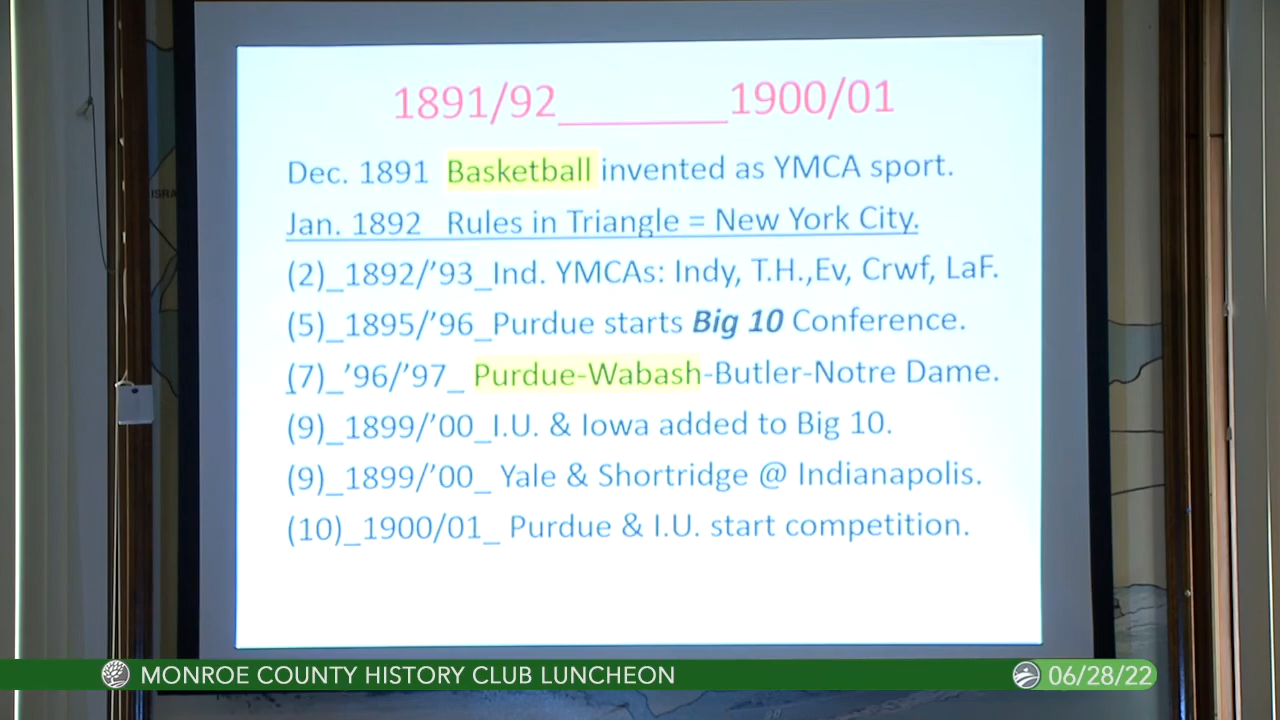 1891/92_______1900/01
Dec. 1891 Basketball invented as YMCA sport.
Jan. 1892 Rules in Triangle = New York City.
(2)_1892/’93_Ind. YMCAs: Indy, T.H.,Ev, Crwf, LaF.
(5)_1895/’96_Purdue starts Big 10 Conference.
(7)_’96/’97_ Purdue-Wabash-Butler-Notre Dame.
(9)_1899/’00_I.U. & Iowa added to Big 10.
(9)_1899/’00_ Yale & Shortridge @ Indianapolis.
(10)_1900/01_ Purdue & I.U. start competition.
ISRA
MONROE COUNTY HISTORY CLUB LUNCHEON
06/28/22